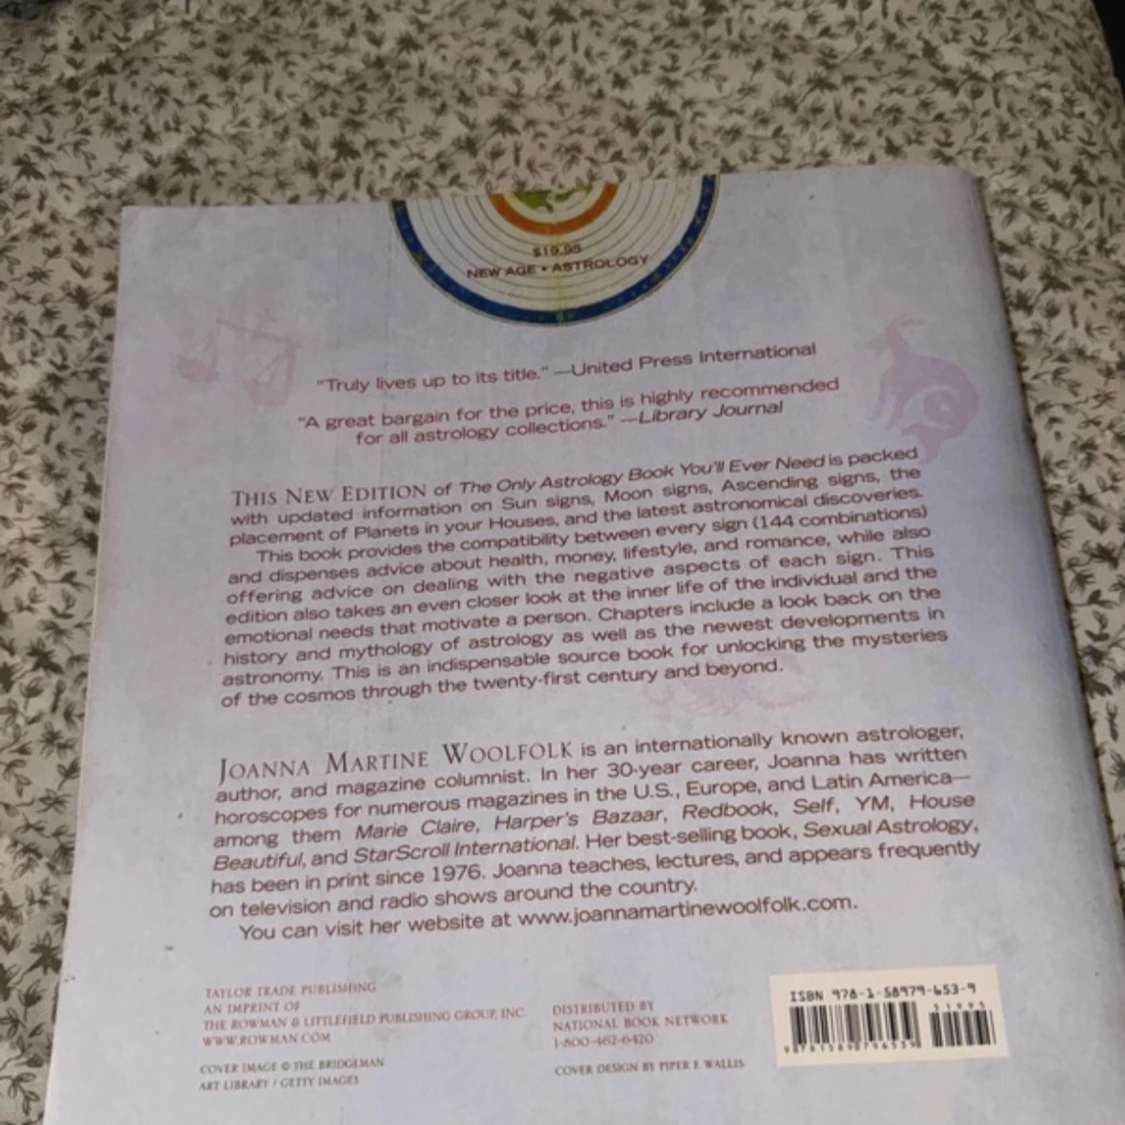 $19.95
NEW AGE • ASTROLOGY
"Truly lives up to its title." —United Press International
"A great bargain for the price, this is highly recommended
for all astrology collections." —Library Journal
THIS NEW EDITION of The Only Astrology Book You'll Ever Need is packed
with updated information on Sun signs, Moon signs, Ascending signs, the
placement of Planets in your Houses, and the latest astronomical discoveries.
This book provides the compatibility between every sign (144 combinations)
and dispenses advice about health, money, lifestyle, and romance, while also
offering advice on dealing with the negative aspects of each sign. This
edition also takes an even closer look at the inner life of the individual and the
emotional needs that motivate a person. Chapters include a look back on the
history and mythology of astrology as well as the newest developments in
astronomy. This is an indispensable source book for unlocking the mysteries
of the cosmos through the twenty-first century and beyond.
JOANNA MARTINE WOOLFOLK is an internationally known astrologer,
author, and magazine columnist. In her 30-year career, Joanna has written
horoscopes for numerous magazines in the U.S., Europe, and Latin America—
among them Marie Claire, Harper's Bazaar, Redbook, Self, YM, House
Beautiful, and StarScroll International. Her best-selling book, Sexual Astrology,
has been in print since 1976. Joanna teaches, lectures, and appears frequently
on television and radio shows around the country.
You can visit her website at www.joannamartinewoolfolk.com.
TAYLOR TRADE PUBLISHING
AN IMPRINT OF
THE ROWMAN & LITTLEFIELD PUBLISHING GROUP, INC.
WWW.ROWMAN.COM
COVER IMAGE © THE BRIDGEMAN
ART LIBRARY / GETTY IMAGES
DISTRIBUTED BY
NATIONAL BOOK NETWORK
1-800-462-6420
COVER DESIGN BY PIPER F. WALLIS
ISBN 978-1-58979-653-9
51995
9781589796539